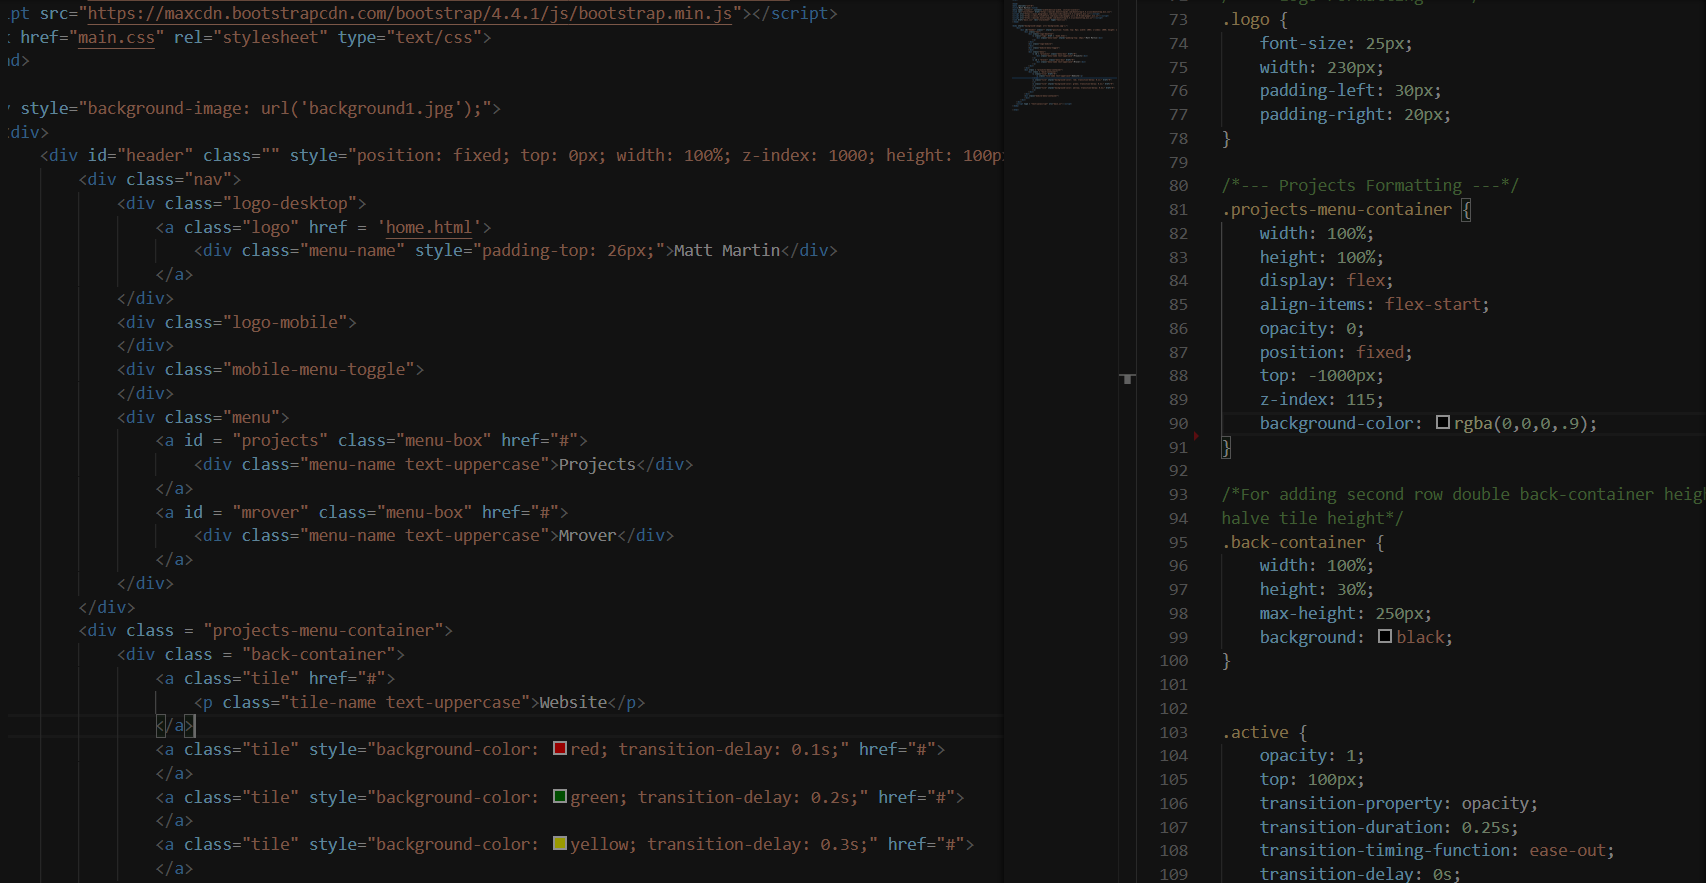 ipt src="https://maxcdn.bootstrapcdn.com/bootstrap/4.4.1/js/bootstrap.min.js"></script>
href="main.css" rel="stylesheet" type="text/css">
ad>
style="background-image: url('background1.jpg');">
div>
<div id="header" class="" style="position: fixed; top: 0px; width: 100%; z-index: 1000; height: 100p
<div class="nav">
<div class="logo-desktop">
<a class="logo" href = 'home.html'>
<div class="menu-name" style="padding-top: 26px;">Matt Martin</div>
</a>
</div>
<div class="logo-mobile">
</div>
<div class="mobile-menu-toggle">
</div>
<div class="menu">
<a id = "projects" class="menu-box" href="#">
<div class="menu-name text-uppercase">Projects</div>
</a>
<a id = "mrover" class="menu-box" href="#">
<div class="menu-name text-uppercase">Mrover</div>
</a>
</div>
</div>
<div class = "projects-menu-container">
<div class = "back-container">
<a class="tile" href="#">
<p class="tile-name text-uppercase">Website</p>
</a>
<a class="tile" style="background-color: red; transition-delay: 0.1s;" href="#">
</a>
<a class="tile" style="background-color: green; transition-delay: 0.2s;" href="#">
</a>
<a class="tile" style="background-color: yellow; transition-delay: 0.3s;" href="#">
</a>
73 .logo {
74 font-size: 25px;
75 width: 230px;
76 padding-left: 30px;
77 padding-right: 20px;
78 }
79
80 /*--- Projects Formatting ---*/
81 .projects-menu-container {
82 width: 100%;
83 height: 100%;
84 display: flex;
85 align-items: flex-start;
86 opacity: 0;
87 position: fixed;
88 top: -1000px;
89 z-index: 115;
90 background-color: rgba(0,0,0,.9);
91 }
92
93 /*For adding second row double back-container heig
94 halve tile height*/
95 .back-container {
96 width: 100%;
97 height: 30%;
98 max-height: 250px;
99 background: black;
100 }
101
102
103 .active {
104 opacity: 1;
105 top: 100px;
106 transition-property: opacity;
107 transition-duration: 0.25s;
108 transition-timing-function: ease-out;
109 transition-delay: 0s;